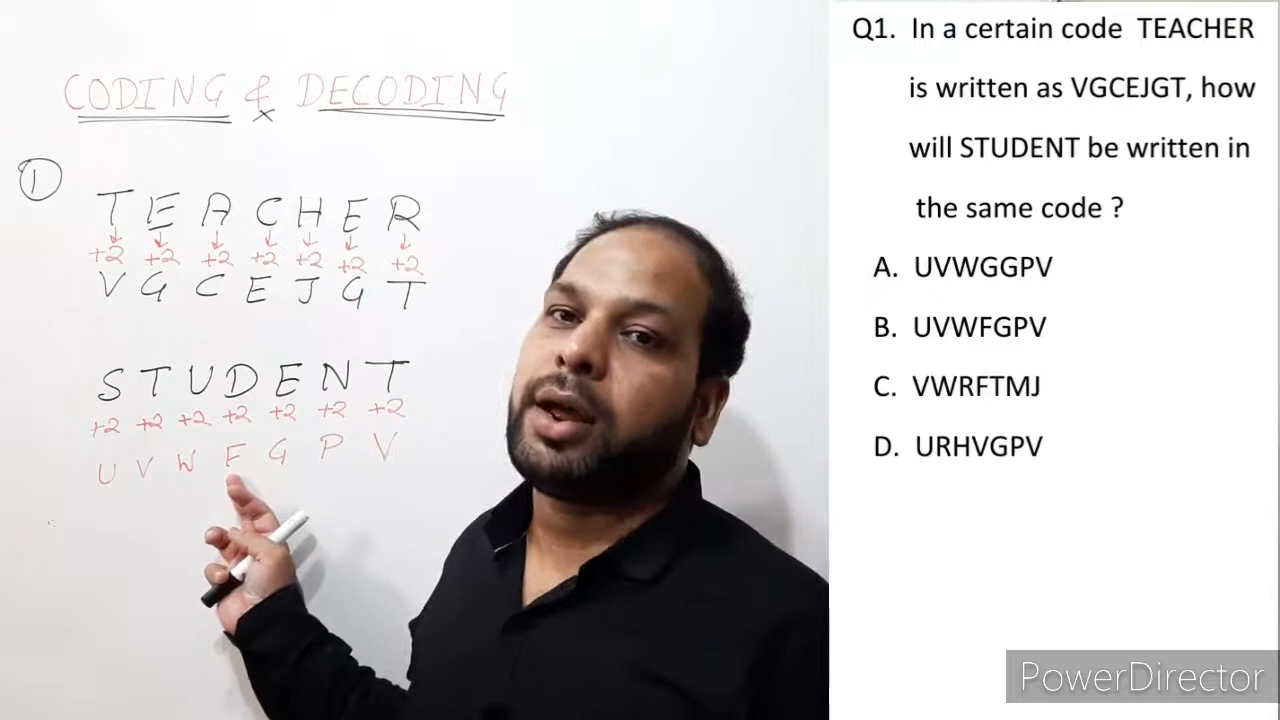 CODING & DECODING
①
T E A C H E R
+2 +2 +2 +2 +2 +2 +2
V G C E J G T
S T U D E N T
+2 +2 +2 +2 +2 +2 +2
U V W F G P V
Q1. In a certain code TEACHER
is written as VGCEJGT, how
will STUDENT be written in
the same code ?
A. UVWGGPV
B. UVWFGPV
C. VWRFTMJ
D. URHVGPV
PowerDirector